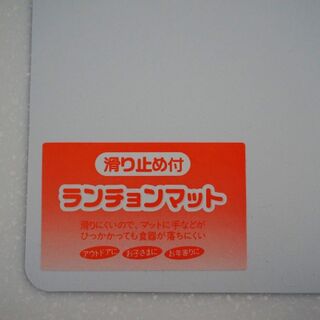 滑り止め付
ランチョンマット
滑りにくいので、マットに手などが
ひっかかっても食器が落ちにくい
アウトドアに お子さまに お年寄りに